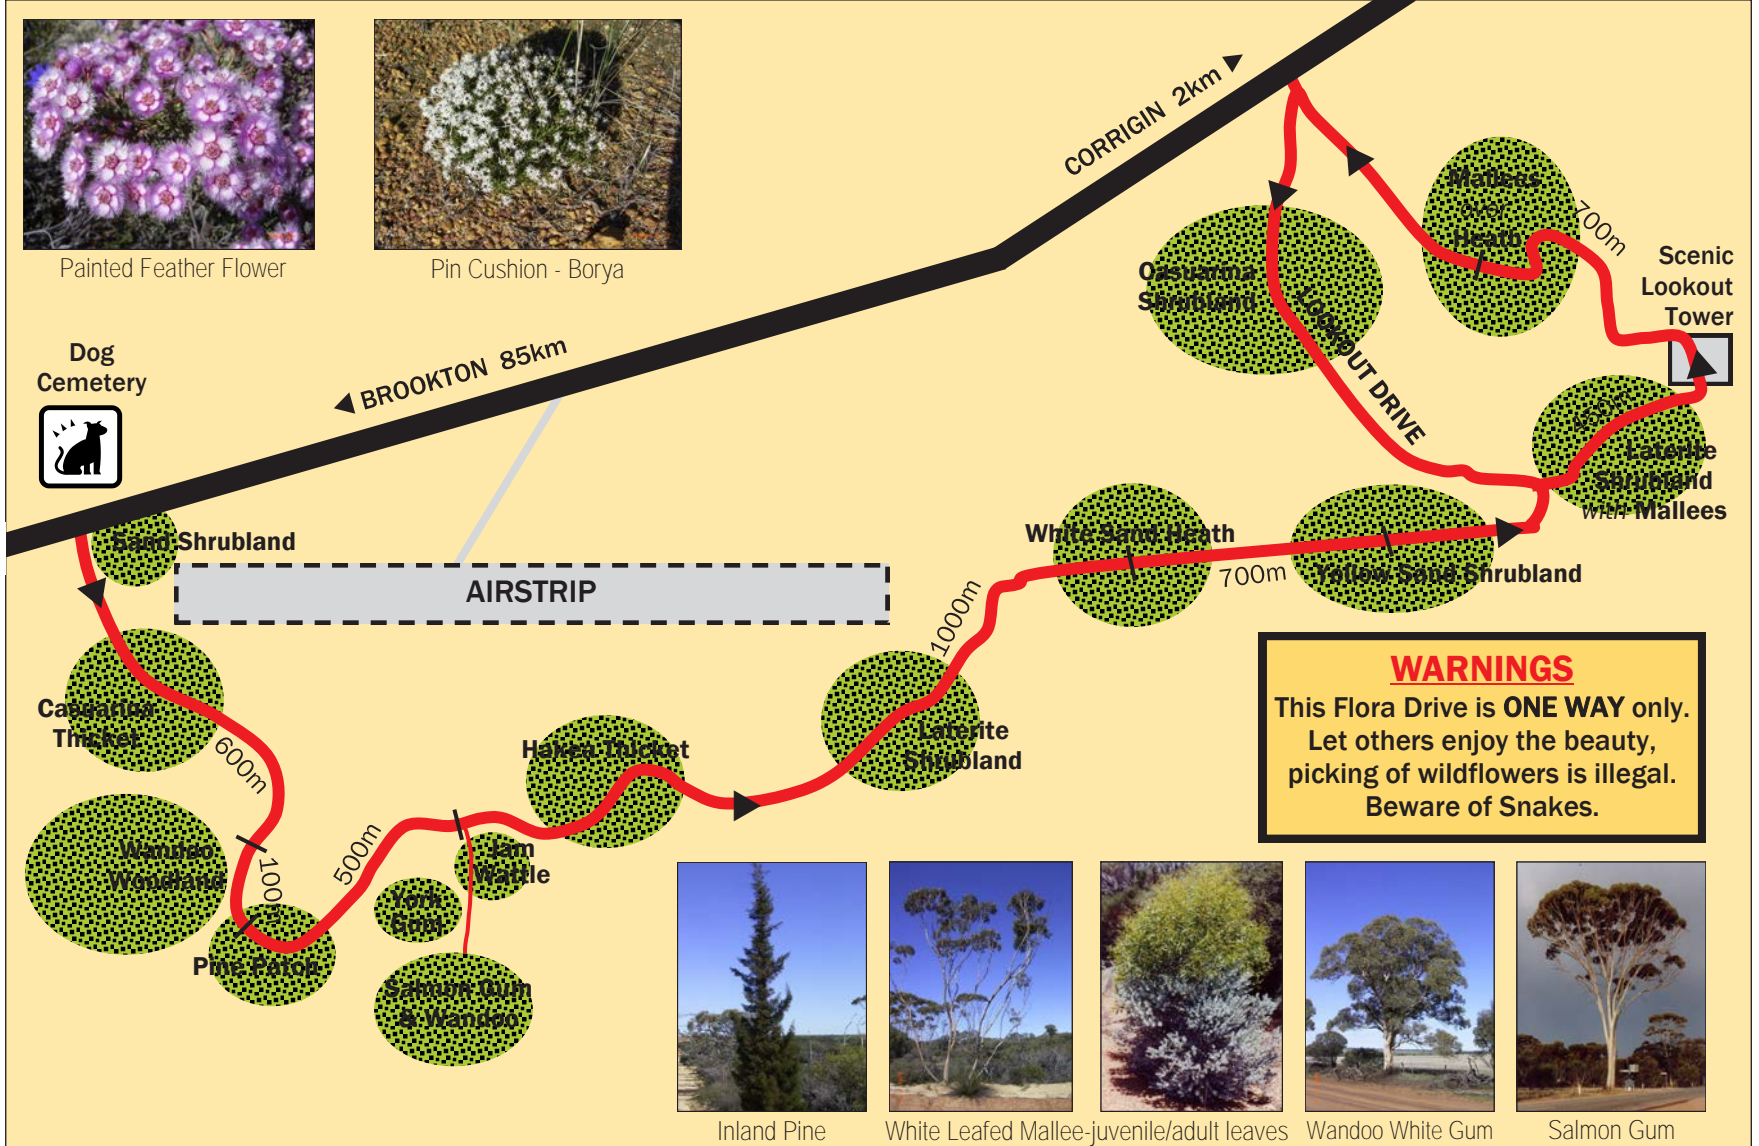 Painted Feather Flower
Pin Cushion - Borya
CORRIGIN 2km
BROOKTON 85km
Dog
Cemetery
Mallees
over
Heath
700m
Scenic
Lookout
Tower
Casuarina
Shrubland
LOOKOUT DRIVE
450m
Laterite
Shrubland
with Mallees
Sand Shrubland
AIRSTRIP
White Sand Heath
700m
Yellow Sand Shrubland
1000m
Casuarina
Thicket
600m
Hakea Thicket
Laterite
Shrubland
WARNINGS
This Flora Drive is ONE WAY only.
Let others enjoy the beauty,
picking of wildflowers is illegal.
Beware of Snakes.
Wandoo
Woodland
100m
500m
Jam
Wattle
York
Gum
Pine Patch
Salmon Gum
& Wandoo
Inland Pine
White Leafed Mallee-juvenile/adult leaves
Wandoo White Gum
Salmon Gum